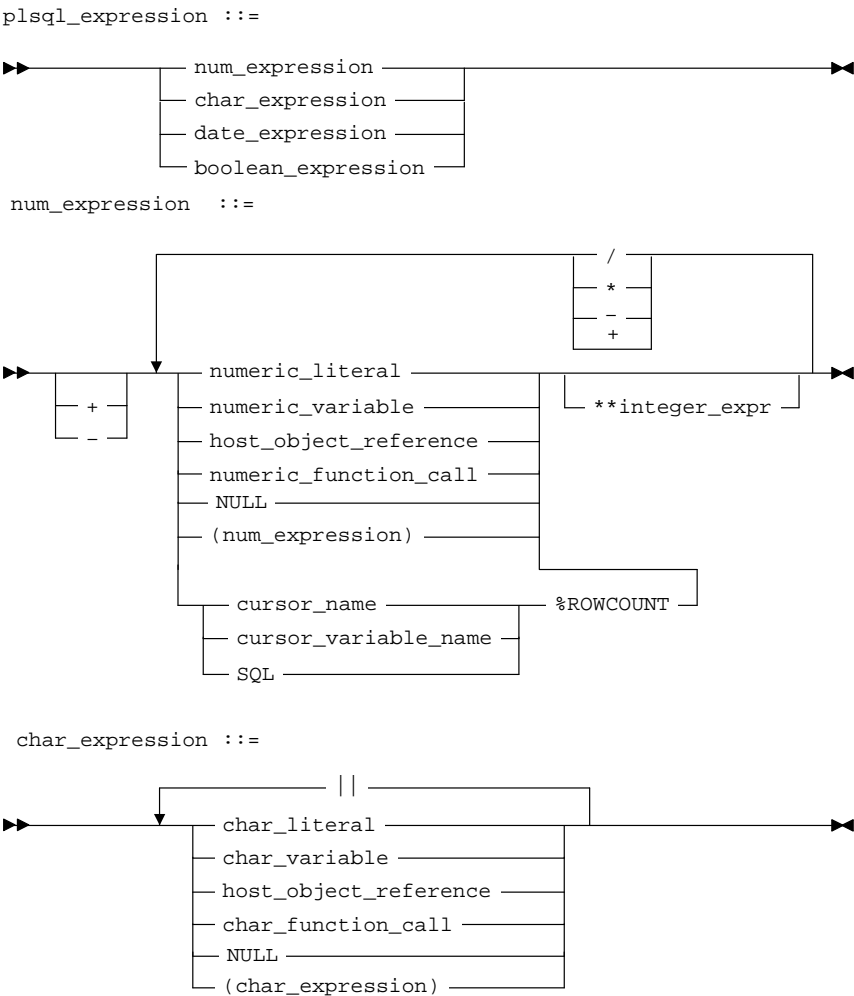 plsql_expression ::=
num_expression
char_expression
date_expression
boolean_expression
num_expression ::=
/
*
-
+
numeric_literal
+
numeric_variable
**integer_expr
-
host_object_reference
numeric_function_call
NULL
(num_expression)
cursor_name
%ROWCOUNT
cursor_variable_name
SQL
char_expression ::=
||
char_literal
char_variable
host_object_reference
char_function_call
NULL
(char_expression)